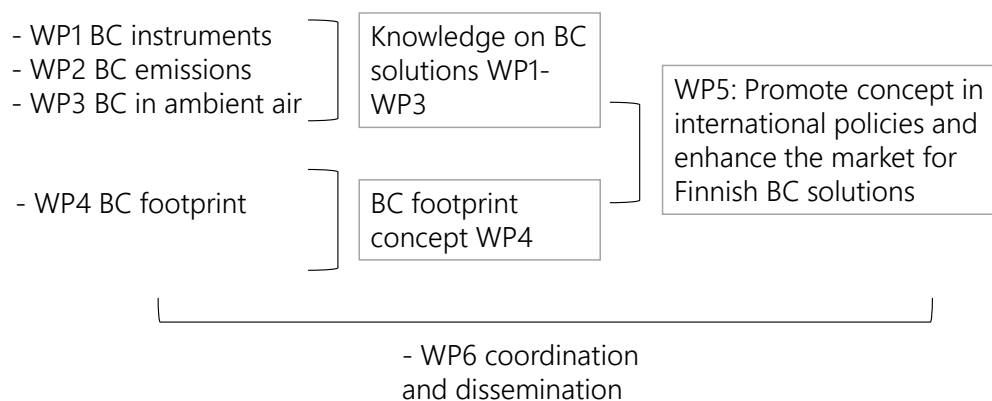 - WP1 BC instruments
- WP2 BC emissions
- WP3 BC in ambient air
Knowledge on BC
solutions WP1-
WP3
WP5: Promote concept in
international policies and
enhance the market for
Finnish BC solutions
- WP4 BC footprint
BC footprint
concept WP4
- WP6 coordination
and dissemination